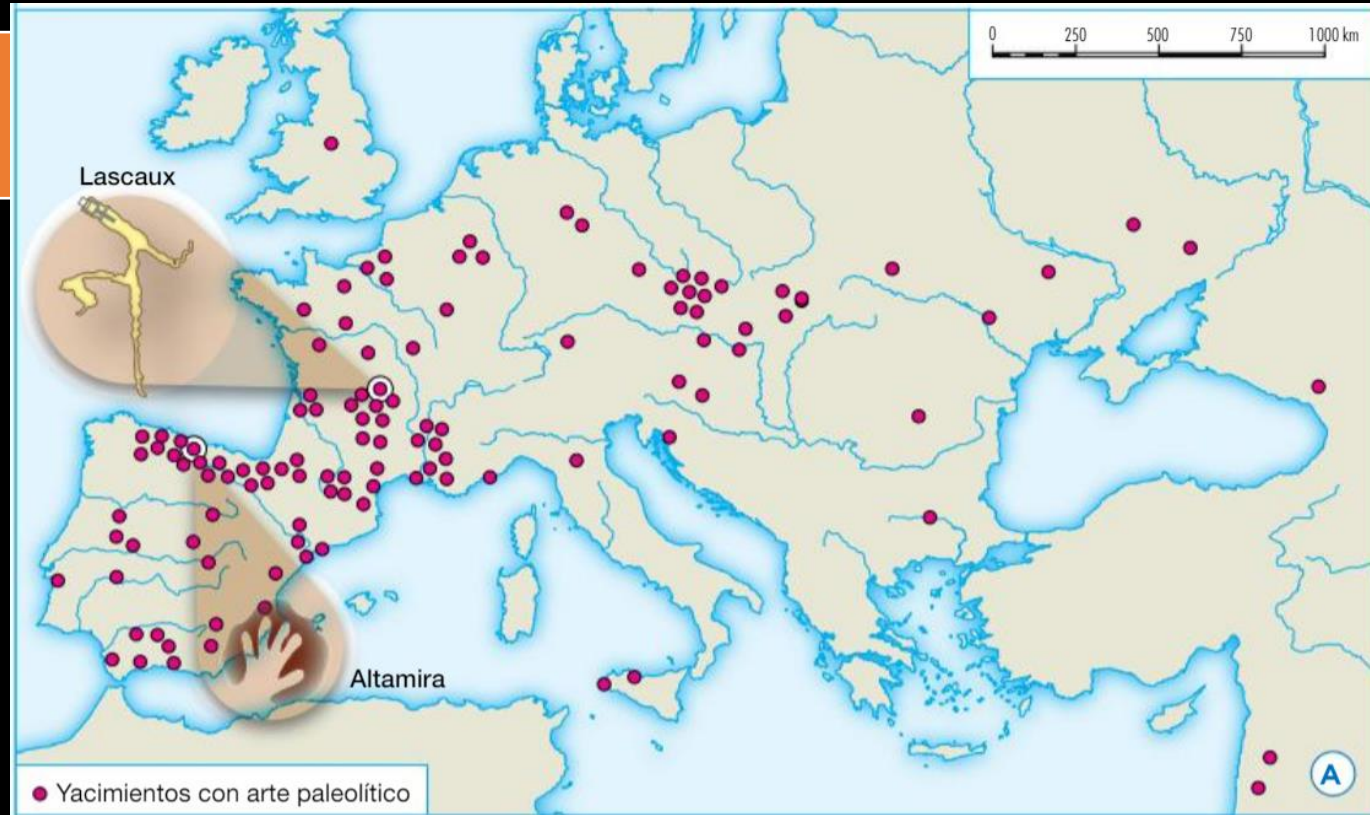 0 250 500 750 1000 km
Lascaux
Altamira
Yacimientos con arte paleolítico
A